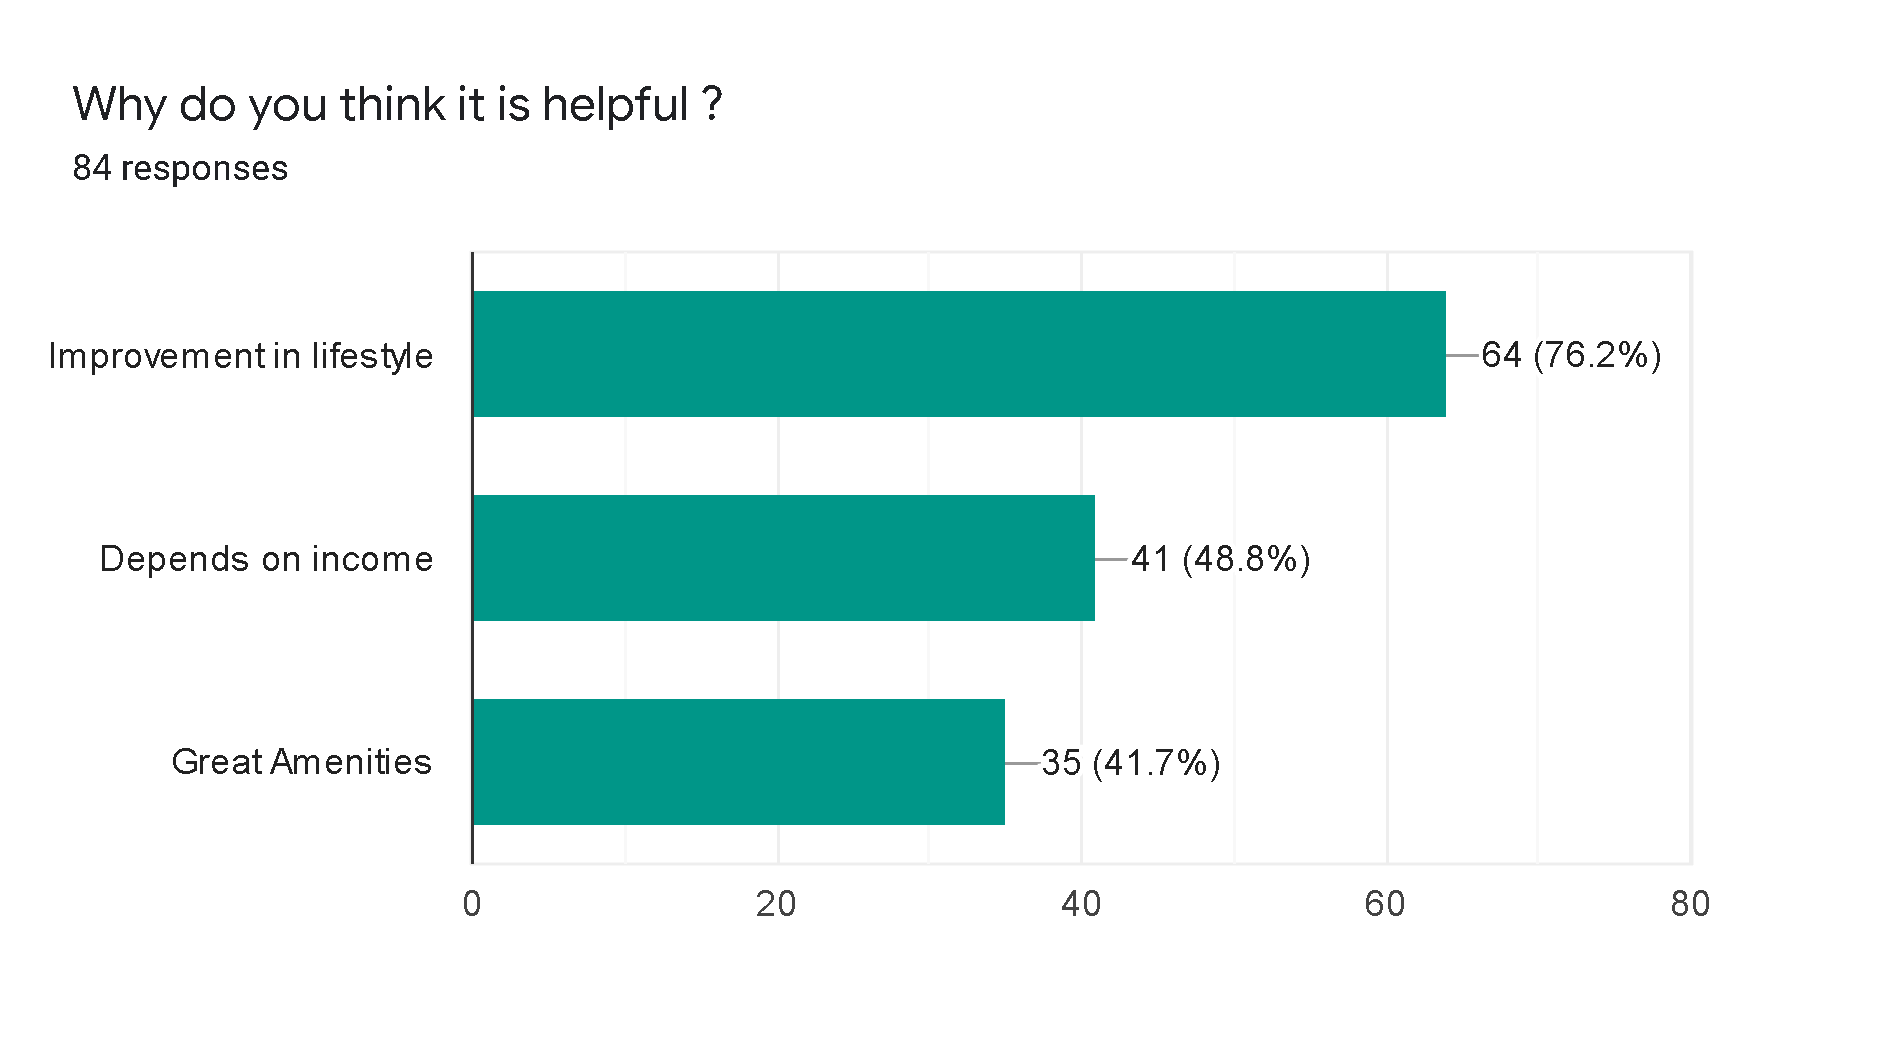 Why do you think it is helpful ?
84 responses
Improvement in lifestyle
64 (76.2%)
Depends on income
41 (48.8%)
Great Amenities
35 (41.7%)
0 20 40 60 80